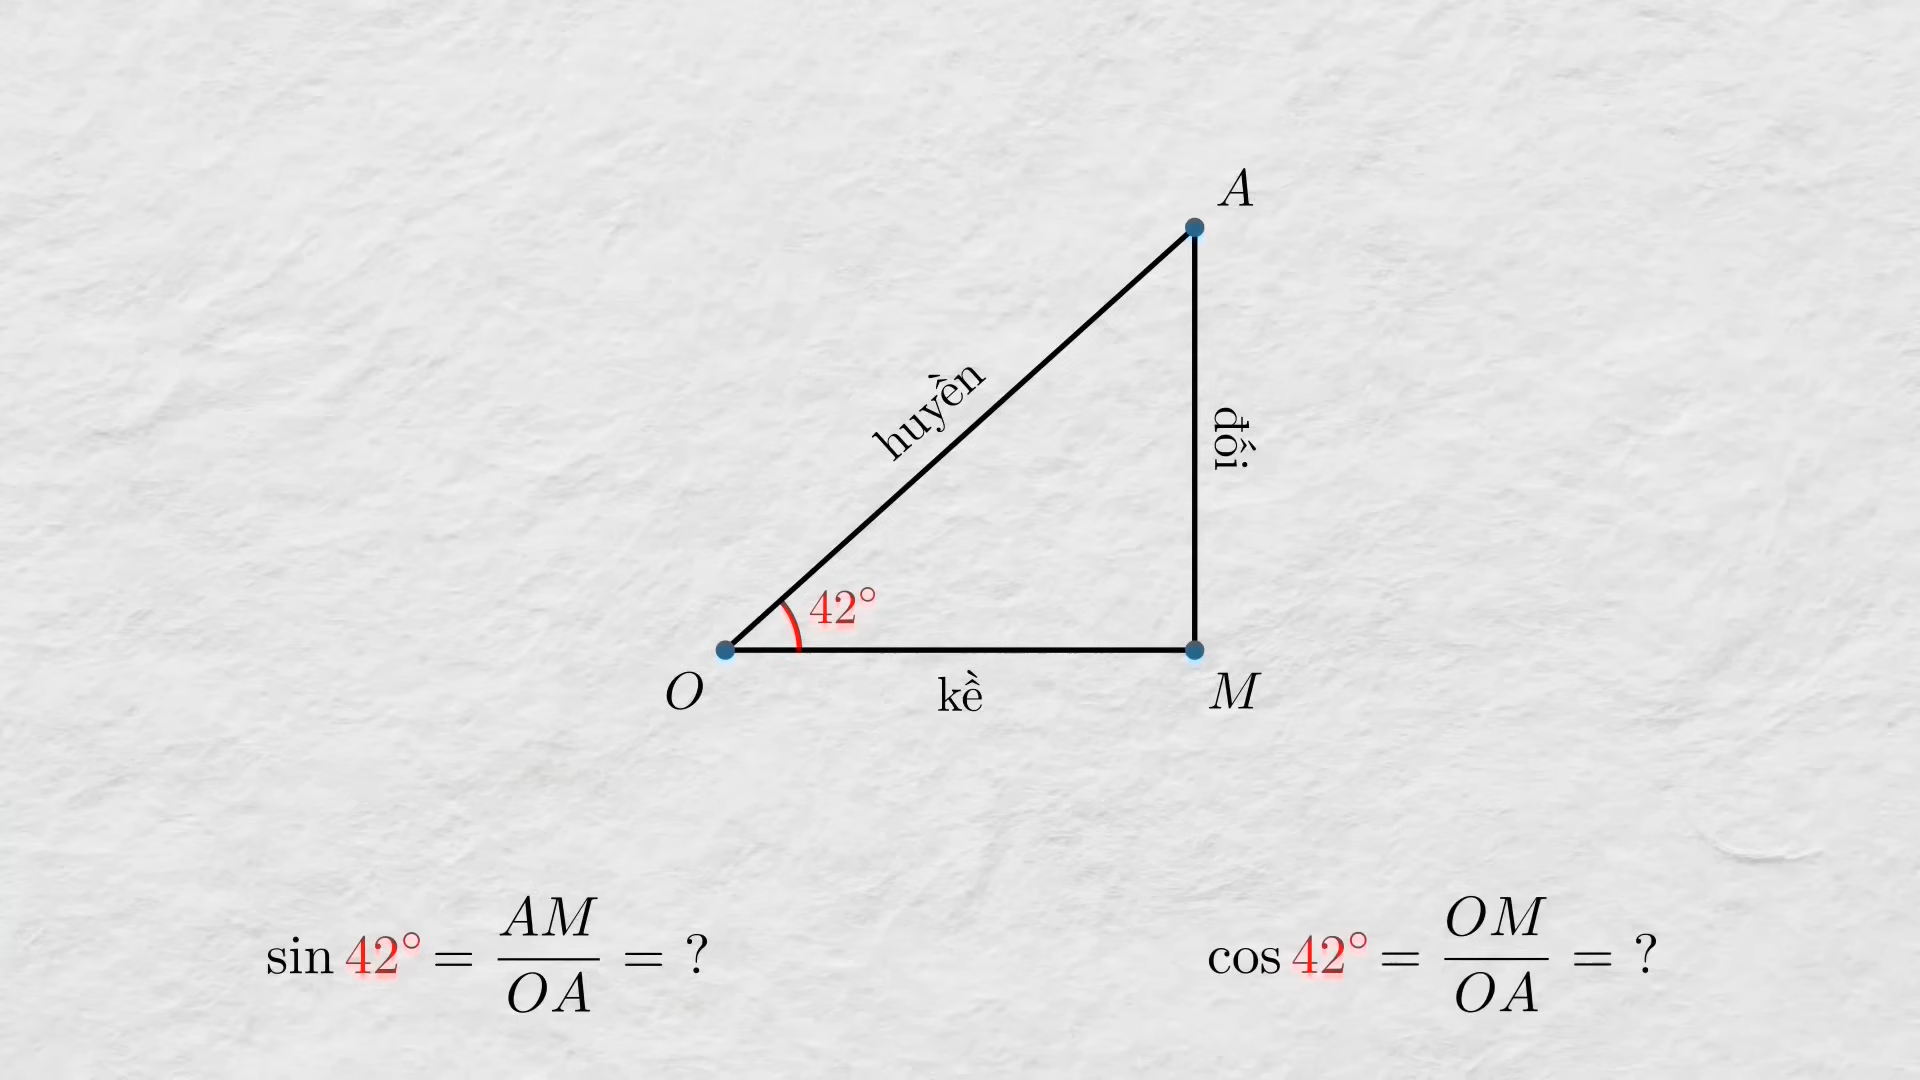 A
huyền
đối
42°
O
kề
M
sin 42° = AM/OA = ?
cos 42° = OM/OA = ?